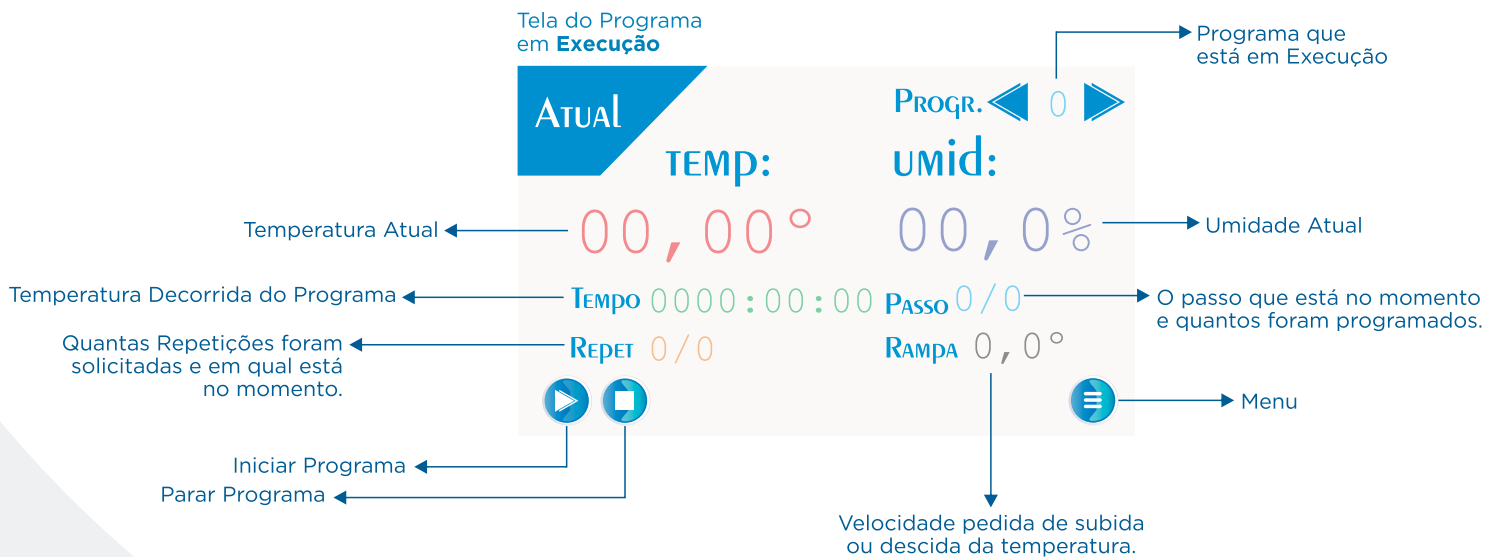 Tela do Programa
em Execução
Programa que
está em Execução
Atual
Progr. 0
Temp: Umid:
Temperatura Atual 00,00° 00,0% Umidade Atual
Temperatura Decorrida do Programa Tempo 0000:00:00 Passo 0/0 O passo que está no momento
e quantos foram programados.
Quantas Repetições foram
solicitadas e em qual está
no momento.
Repet 0/0 Rampa 0,0°
Menu
Iniciar Programa
Parar Programa
Velocidade pedida de subida
ou descida da temperatura.